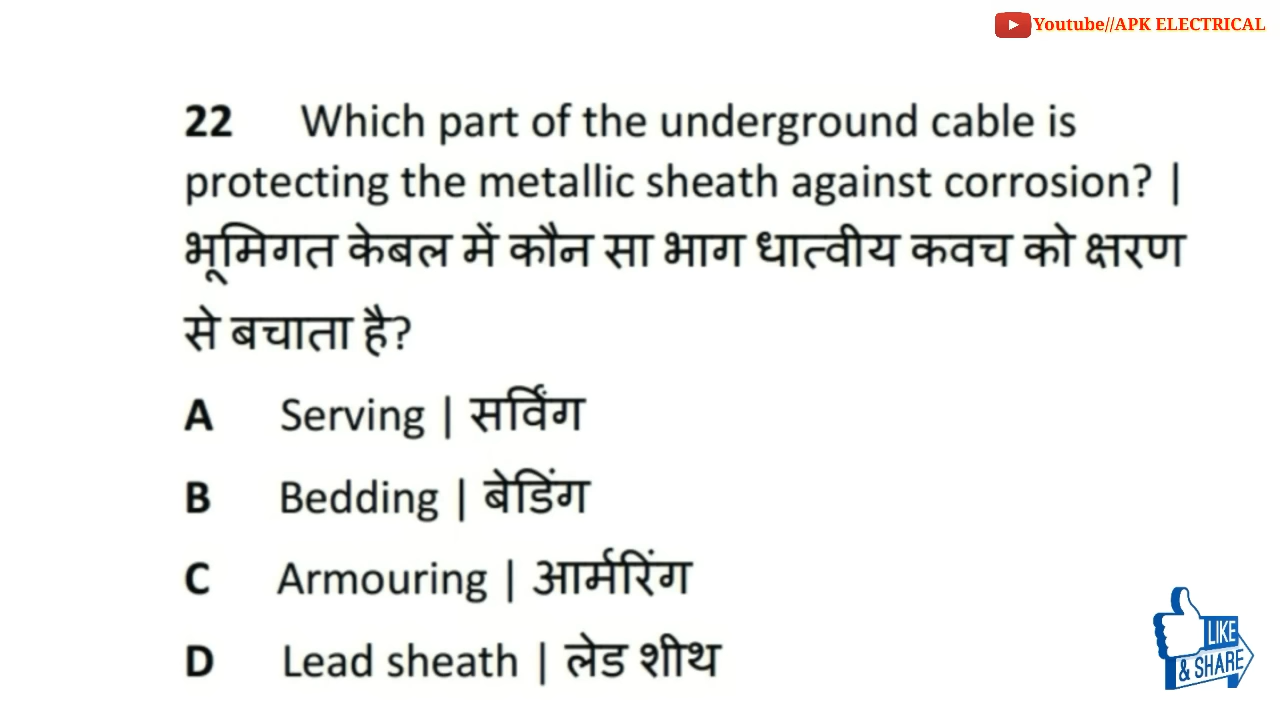 Youtube//APK ELECTRICAL
22 Which part of the underground cable is
protecting the metallic sheath against corrosion? |
भूमिगत केबल में कौन सा भाग धात्वीय कवच को क्षरण
से बचाता है?
A Serving | सर्विंग
B Bedding | बेडिंग
C Armouring | आर्मरिंग
D Lead sheath | लेड शीथ
LIKE
& SHARE